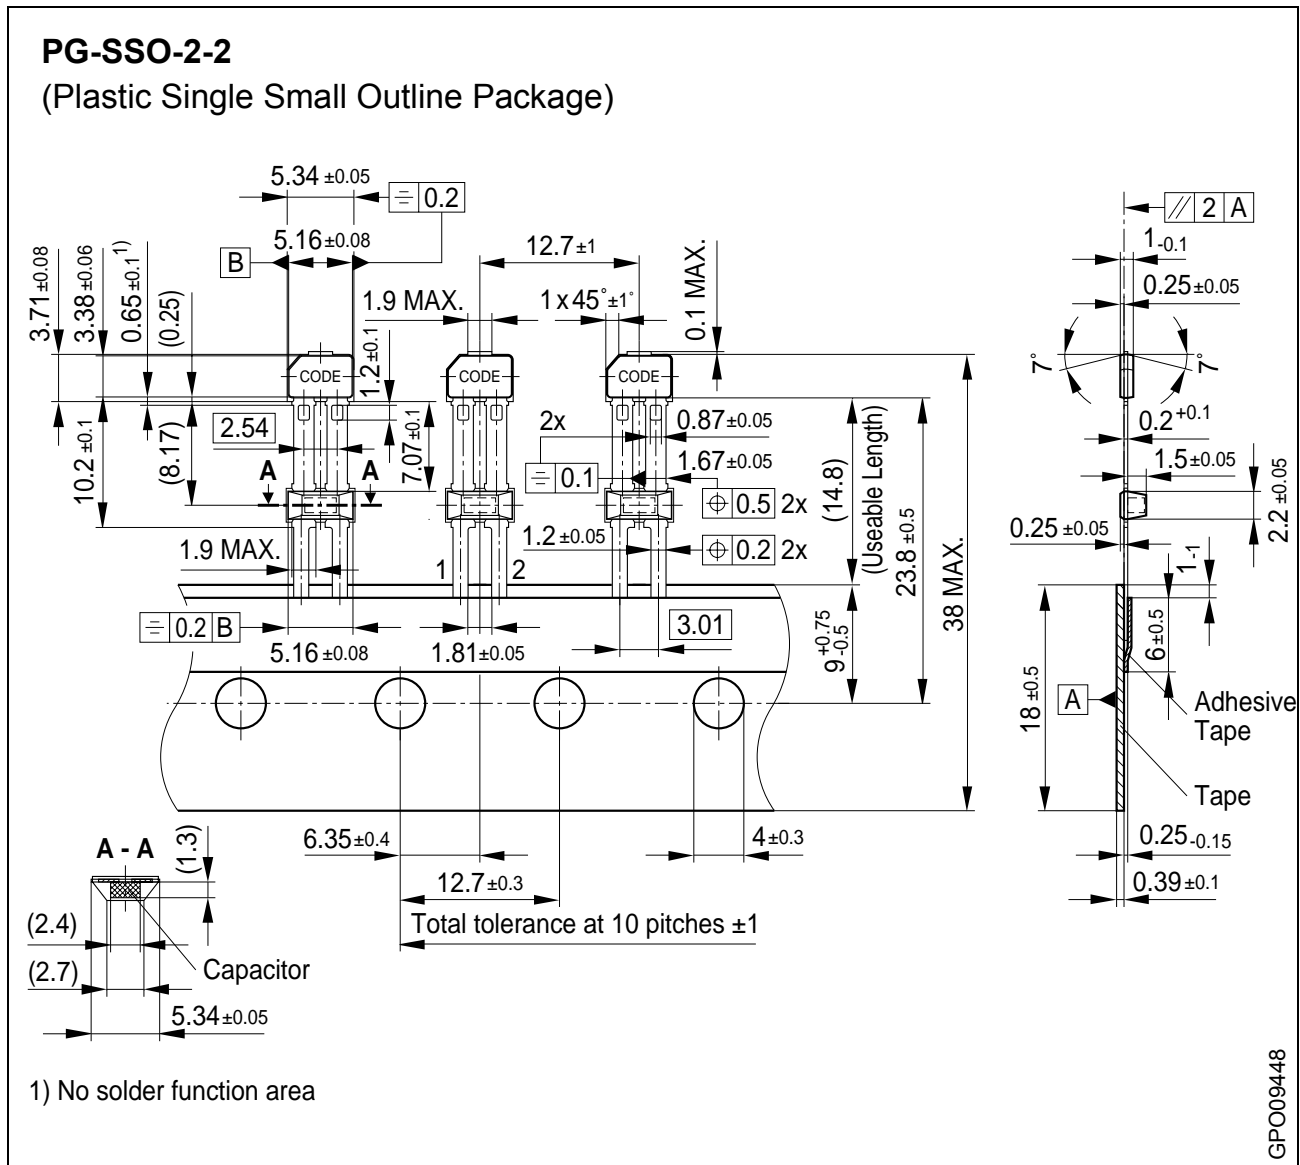 PG-SSO-2-2
(Plastic Single Small Outline Package)
5.34 ±0.05
⌯ 0.2
// 2 A
B
5.16 ±0.08
12.7 ±1
1 -0.1
3.71 ±0.08
3.38 ±0.06
0.65 ±0.1 1)
(0.25)
1.9 MAX.
1 x 45° ±1°
0.1 MAX.
0.25 ±0.05
1.2 ±0.1
CODE
CODE
CODE
7°
7°
10.2 ±0.1
(8.17)
2.54
7.07 ±0.1
2x
0.87 ±0.05
0.2 +0.1
A
A
⌯ 0.1
1.67 ±0.05
1.5 ±0.05
⌖ 0.5 2x
2.2 ±0.05
(14.8)
(Useable Length)
23.8 ±0.5
38 MAX.
1.9 MAX.
1
2
1.2 ±0.05
⌖ 0.2 2x
0.25 ±0.05
1 -1
⌯ 0.2 B
3.01
5.16 ±0.08
1.81 ±0.05
9 +0.75 -0.5
6 ±0.5
18 ±0.5
A
Adhesive
Tape
Tape
A - A
(1.3)
6.35 ±0.4
4 ±0.3
0.25 -0.15
12.7 ±0.3
0.39 ±0.1
(2.4)
Total tolerance at 10 pitches ±1
(2.7)
Capacitor
5.34 ±0.05
1) No solder function area
GPO09448